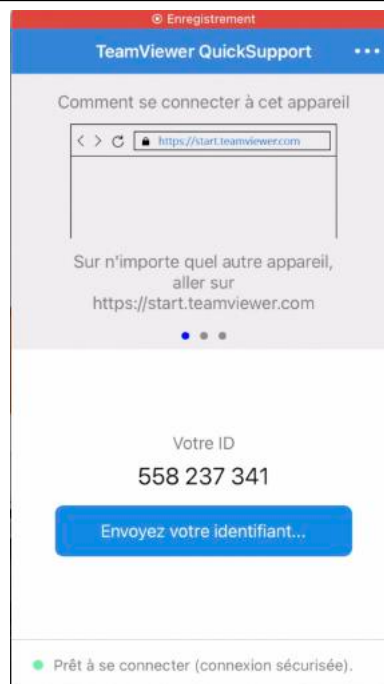 Enregistrement
TeamViewer QuickSupport
Comment se connecter à cet appareil
https://start.teamviewer.com
Sur n'importe quel autre appareil,
aller sur
https://start.teamviewer.com
Votre ID
558 237 341
Envoyez votre identifiant...
Prêt à se connecter (connexion sécurisée).